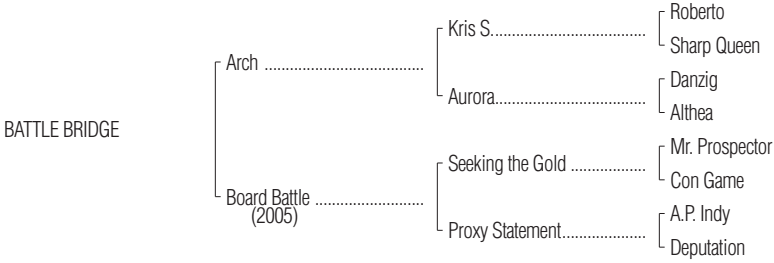 Roberto
Kris S.
Sharp Queen
Arch
Danzig
Aurora
Althea
BATTLE BRIDGE
Mr. Prospector
Seeking the Gold
Con Game
Board Battle
(2005)
A.P. Indy
Proxy Statement
Deputation